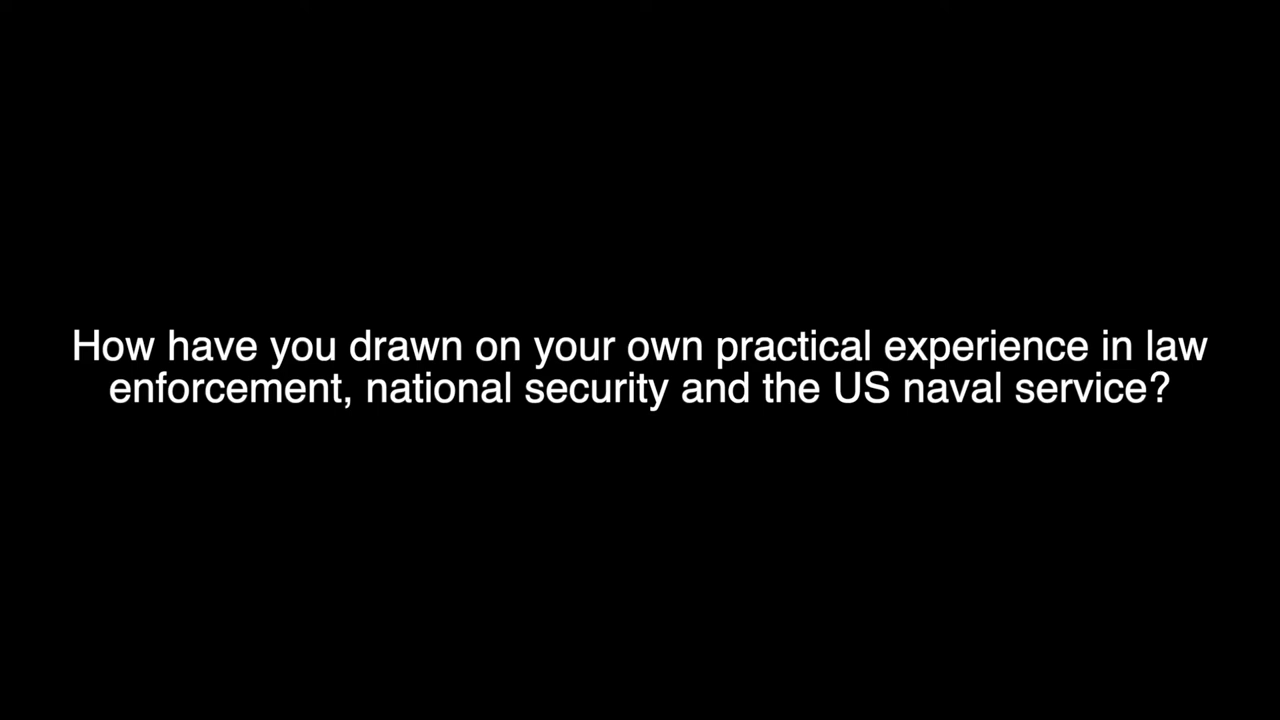 How have you drawn on your own practical experience in law
enforcement, national security and the US naval service?